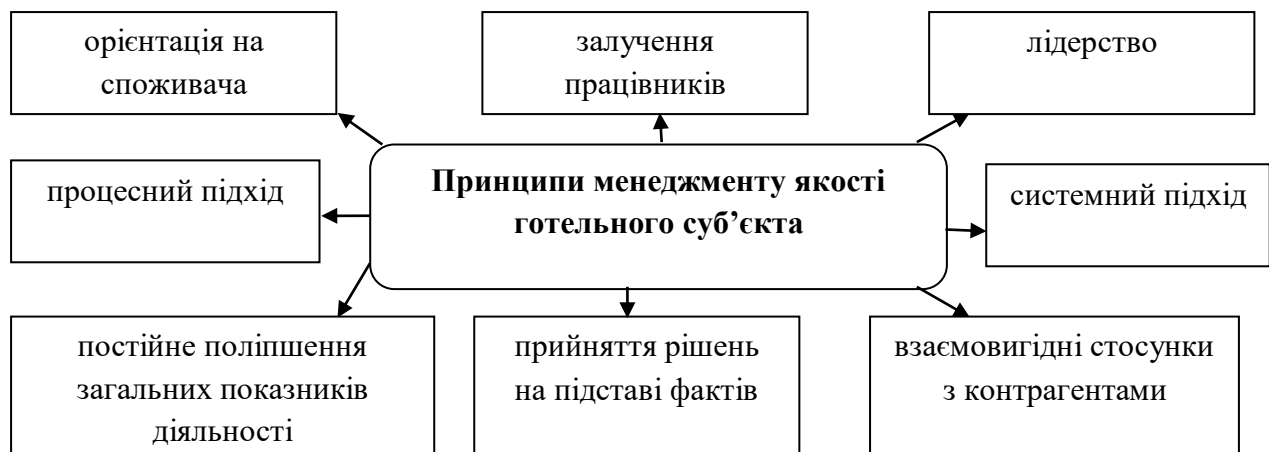 орієнтація на
споживача
залучення
працівників
лідерство
процесний підхід
Принципи менеджменту якості
готельного суб’єкта
системний підхід
постійне поліпшення
загальних показників
діяльності
прийняття рішень
на підставі фактів
взаємовигідні стосунки
з контрагентами